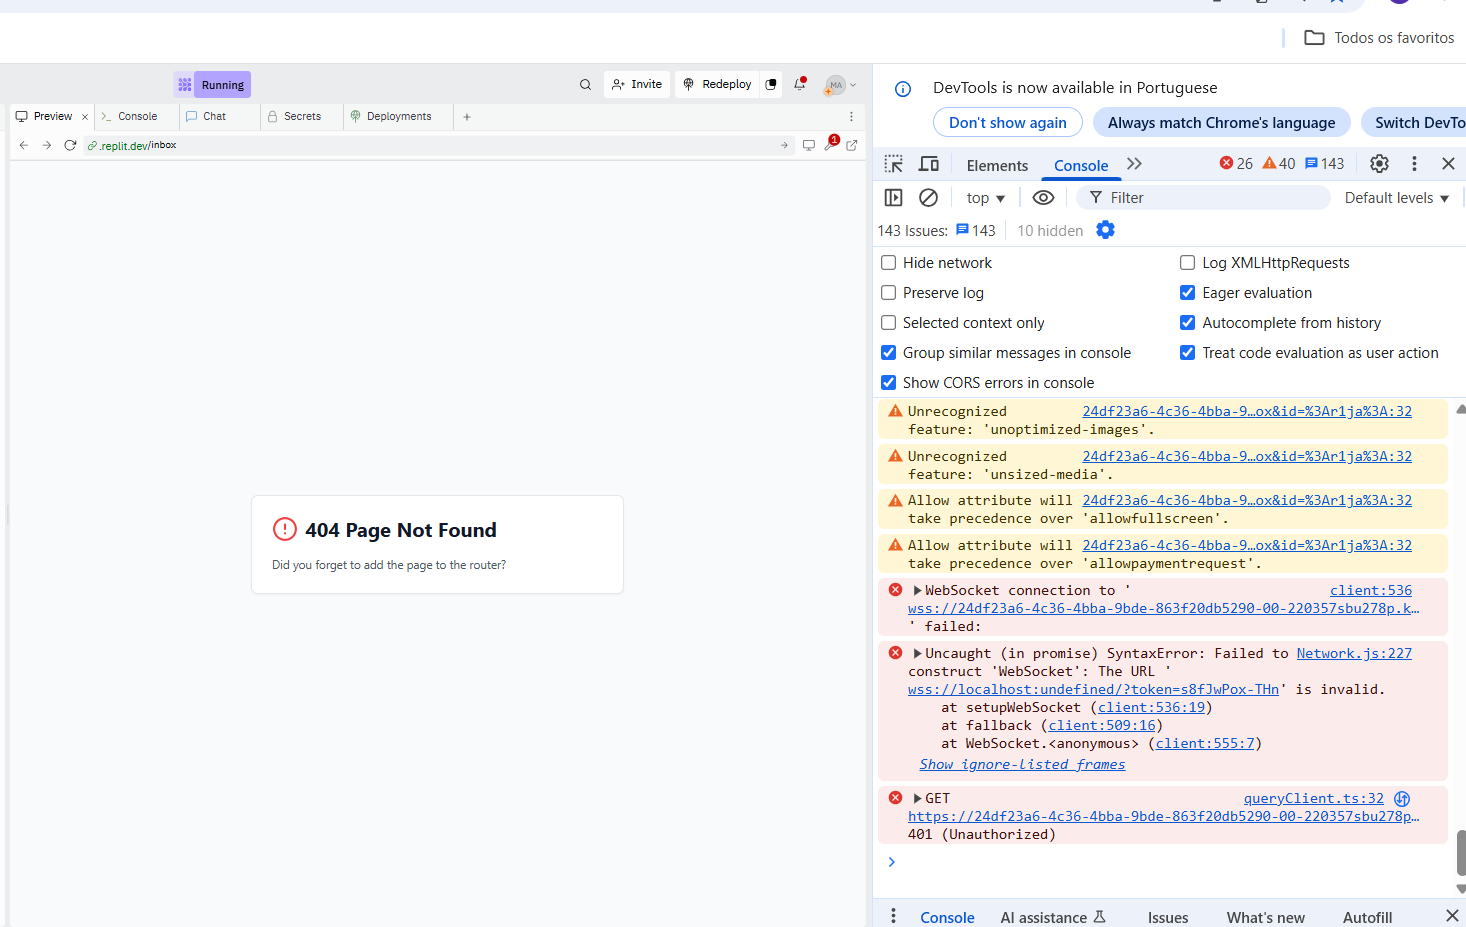 Todos os favoritos
Running
Invite
Redeploy
MA
Preview
Console
Chat
Secrets
Deployments
.replit.dev/inbox
1
404 Page Not Found
Did you forget to add the page to the router?
DevTools is now available in Portuguese
Don't show again
Always match Chrome's language
Switch DevTo
Elements
Console
26
40
143
top
Filter
Default levels
143 Issues:
143
10 hidden
Hide network
Log XMLHttpRequests
Preserve log
Eager evaluation
Selected context only
Autocomplete from history
Group similar messages in console
Treat code evaluation as user action
Show CORS errors in console
Unrecognized 24df23a6-4c36-4bba-9…ox&id=%3Ar1ja%3A:32
feature: 'unoptimized-images'.
Unrecognized 24df23a6-4c36-4bba-9…ox&id=%3Ar1ja%3A:32
feature: 'unsized-media'.
Allow attribute will 24df23a6-4c36-4bba-9…ox&id=%3Ar1ja%3A:32
take precedence over 'allowfullscreen'.
Allow attribute will 24df23a6-4c36-4bba-9…ox&id=%3Ar1ja%3A:32
take precedence over 'allowpaymentrequest'.
WebSocket connection to ' client:536
wss://24df23a6-4c36-4bba-9bde-863f20db5290-00-220357sbu278p.k…
' failed:
Uncaught (in promise) SyntaxError: Failed to Network.js:227
construct 'WebSocket': The URL '
wss://localhost:undefined/?token=s8fJwPox-THn' is invalid.
at setupWebSocket (client:536:19)
at fallback (client:509:16)
at WebSocket.<anonymous> (client:555:7)
Show ignore-listed frames
GET queryClient.ts:32
https://24df23a6-4c36-4bba-9bde-863f20db5290-00-220357sbu278p…
401 (Unauthorized)
Console
AI assistance
Issues
What's new
Autofill